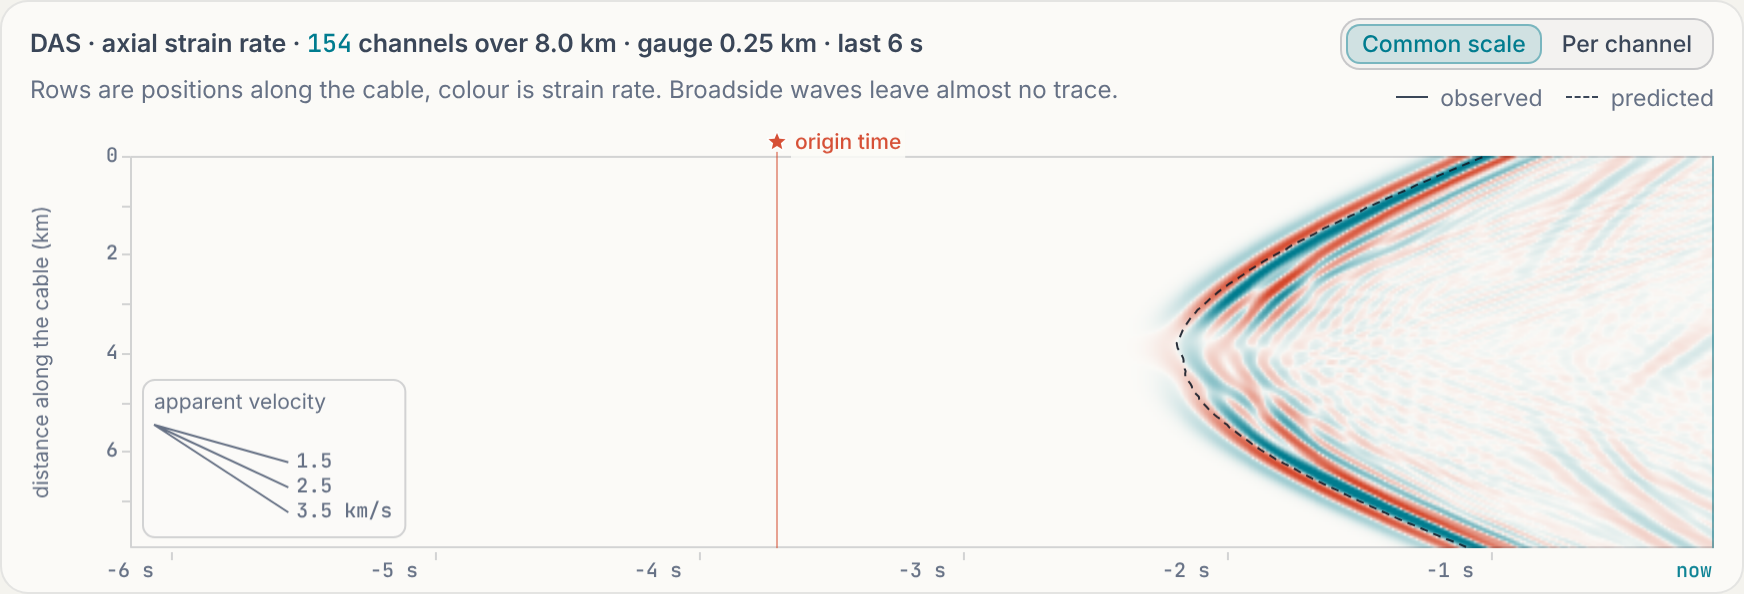 DAS · axial strain rate · 154 channels over 8.0 km · gauge 0.25 km · last 6 s
Common scale
Per channel
Rows are positions along the cable, colour is strain rate. Broadside waves leave almost no trace.
observed
predicted
★ origin time
0
2
4
6
distance along the cable (km)
apparent velocity
1.5
2.5
3.5 km/s
-6 s
-5 s
-4 s
-3 s
-2 s
-1 s
now